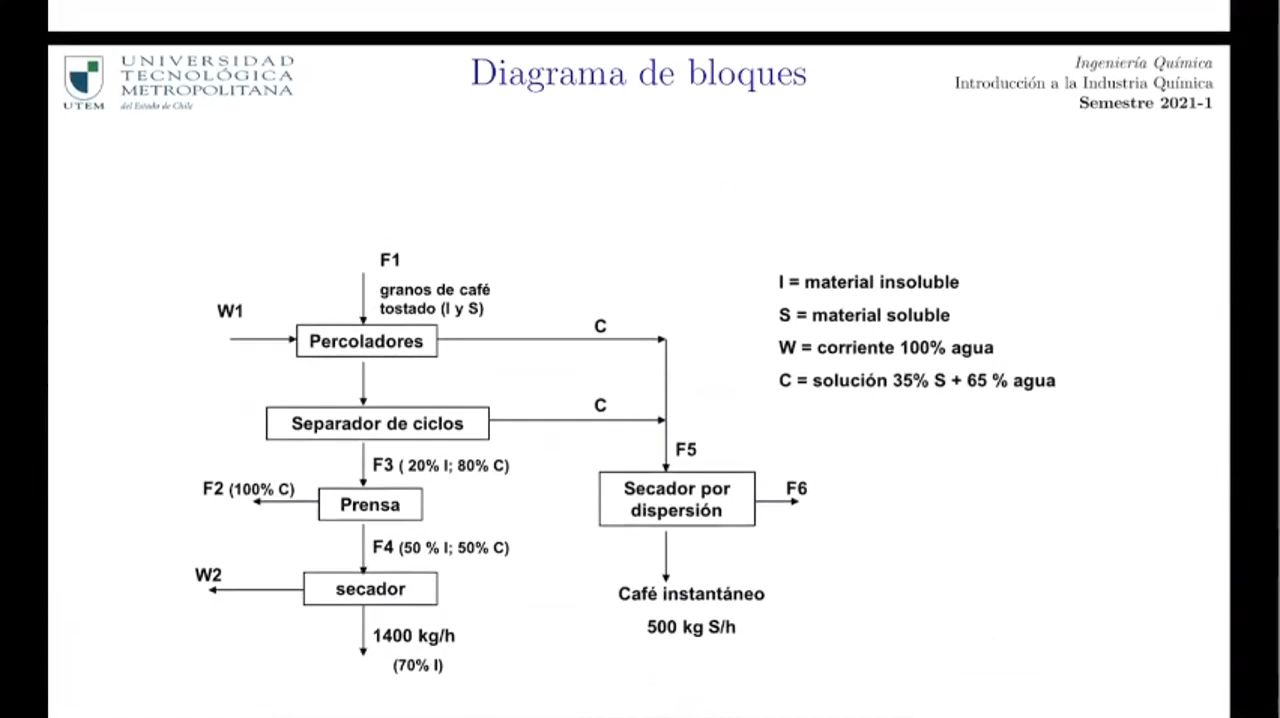 UNIVERSIDAD
TECNOLÓGICA
METROPOLITANA
del Estado de Chile
UTEM
Diagrama de bloques
Ingeniería Química
Introducción a la Industria Química
Semestre 2021-1
F1
granos de café
tostado (I y S)
W1
Percoladores
C
Separador de ciclos
C
F3 ( 20% I; 80% C)
F2 (100% C)
Prensa
F4 (50 % I; 50% C)
W2
secador
1400 kg/h
(70% I)
F5
Secador por
dispersión
F6
Café instantáneo
500 kg S/h
I = material insoluble
S = material soluble
W = corriente 100% agua
C = solución 35% S + 65 % agua